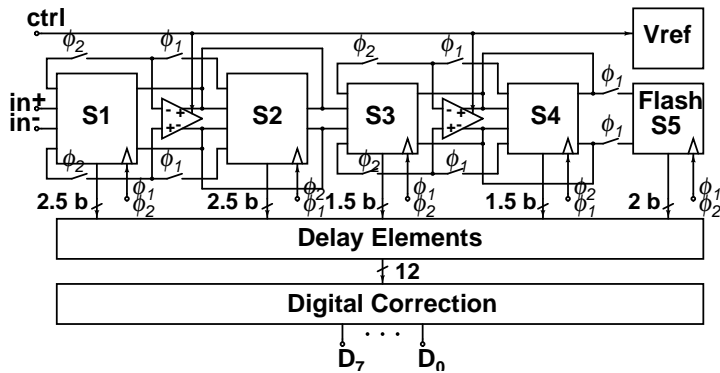 ctrl
ϕ2 ϕ1 ϕ2 ϕ1 Vref
in+
in-
S1 - + + - S2 S3 - + + - S4 ϕ1 Flash S5
ϕ1
ϕ2 ϕ1 ϕ2 ϕ1
2.5 b ϕ1 ϕ2 2.5 b ϕ2 ϕ1 1.5 b ϕ1 ϕ2 1.5 b ϕ2 ϕ1 2 b ϕ1 ϕ2
Delay Elements
12
Digital Correction
D7 . . . D0